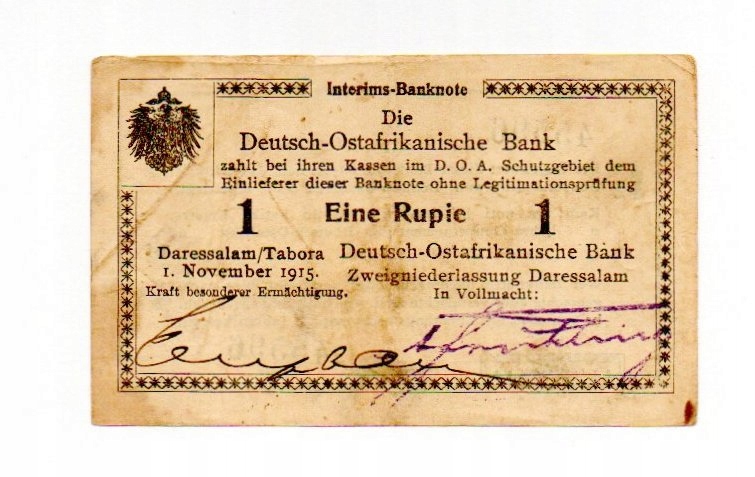 Interims-Banknote
Die
Deutsch-Ostafrikanische Bank
zahlt bei ihren Kassen im D. O. A. Schutzgebiet dem
Einlieferer dieser Banknote ohne Legitimationsprüfung
1 Eine Rupie 1
Daressalam/Tabora
1. November 1915.
Kraft besonderer Ermächtigung.
Deutsch-Ostafrikanische Bank
Zweigniederlassung Daressalam
In Vollmacht: